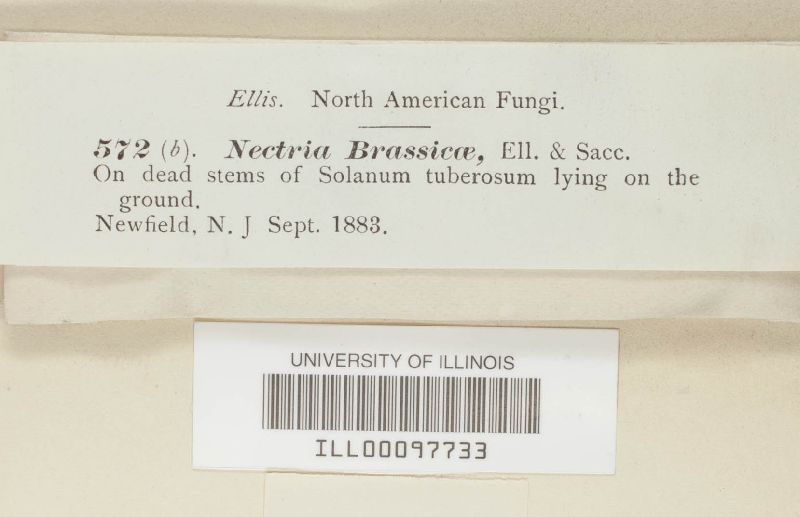 Ellis. North American Fungi.
572 (b). Nectria Brassicæ, Ell. & Sacc.
On dead stems of Solanum tuberosum lying on the
ground.
Newfield, N. J Sept. 1883.
UNIVERSITY OF ILLINOIS
ILL00097733